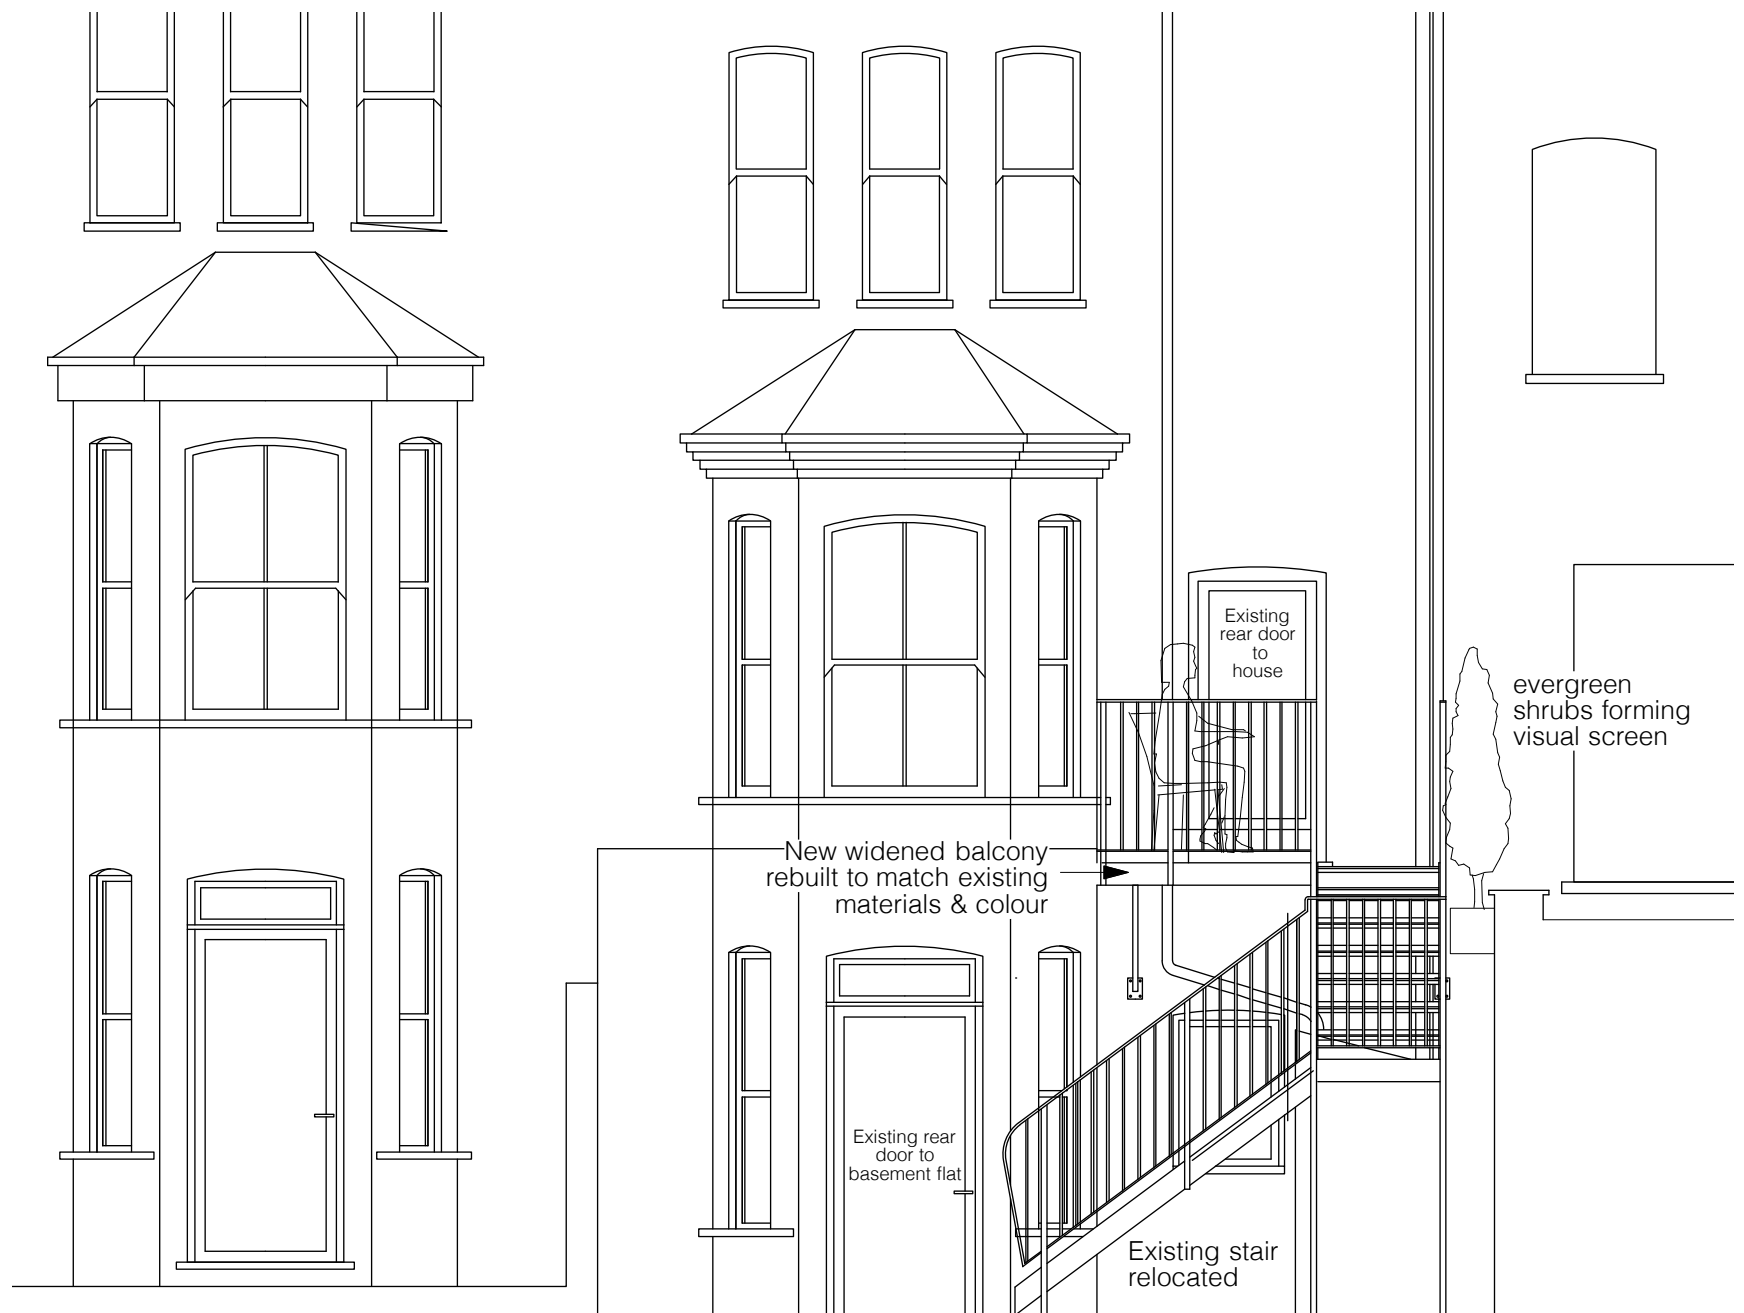 Existing
rear door
to
house
evergreen
shrubs forming
visual screen
New widened balcony
rebuilt to match existing
materials & colour
Existing rear
door to
basement flat
Existing stair
relocated